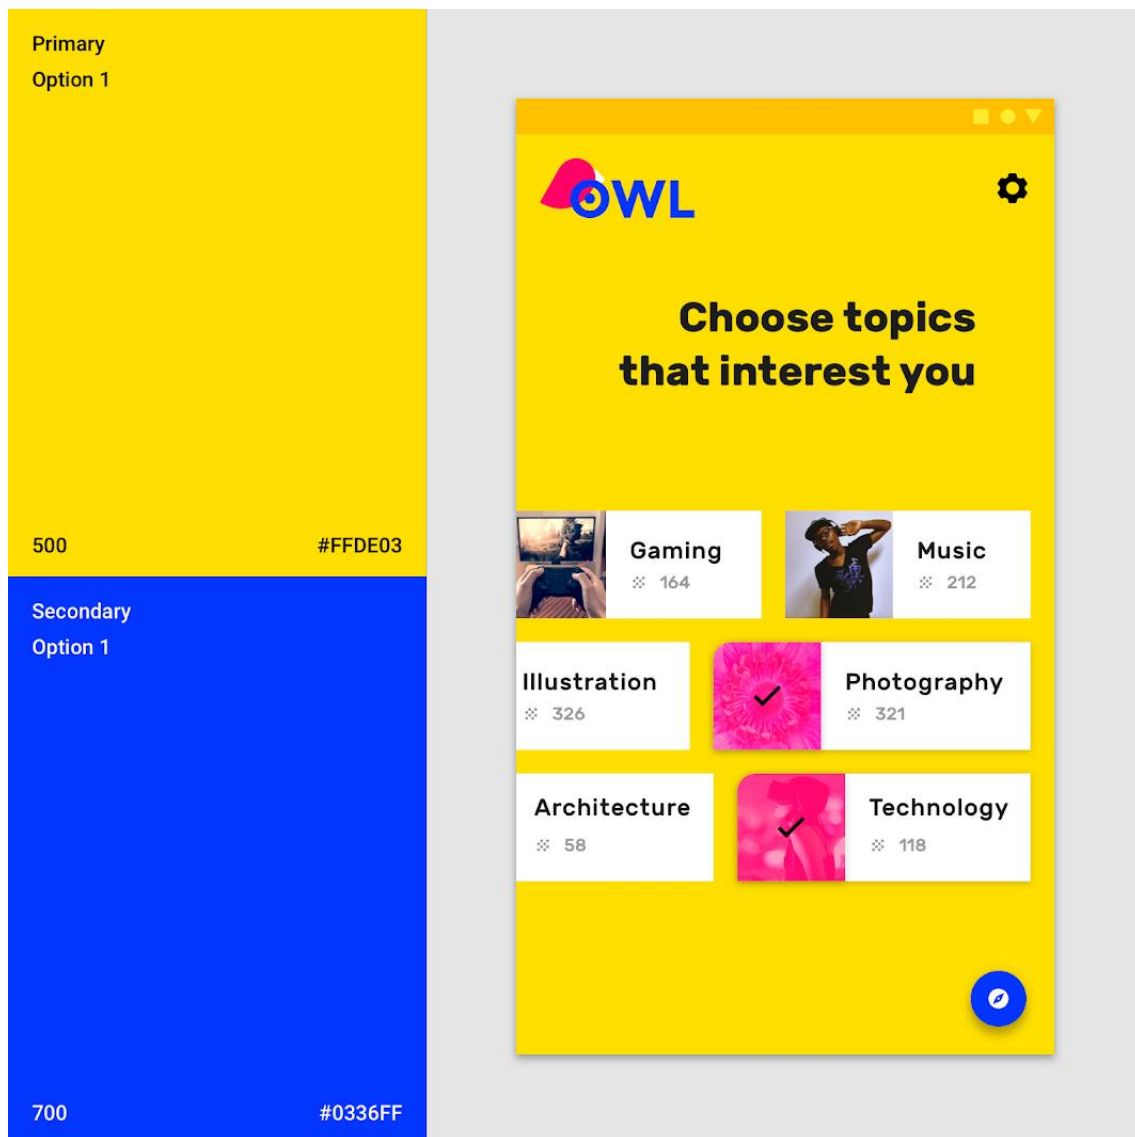 Primary
Option 1
500 #FFDE03
Secondary
Option 1
700 #0336FF
OWL
Choose topics
that interest you
Gaming
164
Music
212
Illustration
326
Photography
321
Architecture
58
Technology
118